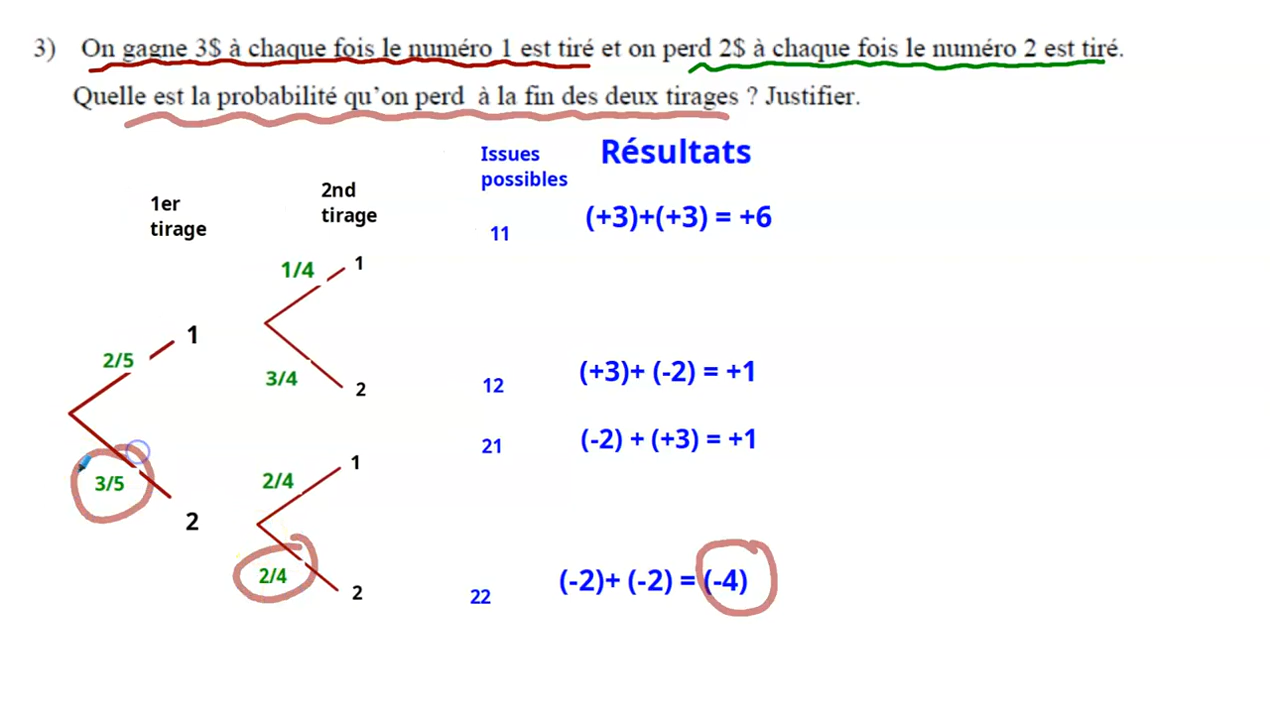 3) On gagne 3$ à chaque fois le numéro 1 est tiré et on perd 2$ à chaque fois le numéro 2 est tiré.
Quelle est la probabilité qu'on perd à la fin des deux tirages ? Justifier.
Issues
possibles
Résultats
1er
tirage
2nd
tirage
11
(+3)+(+3) = +6
1/4
1
1
2/5
3/4
2
12
(+3)+ (-2) = +1
21
(-2) + (+3) = +1
3/5
2/4
1
2
2/4
2
22
(-2)+ (-2) = (-4)